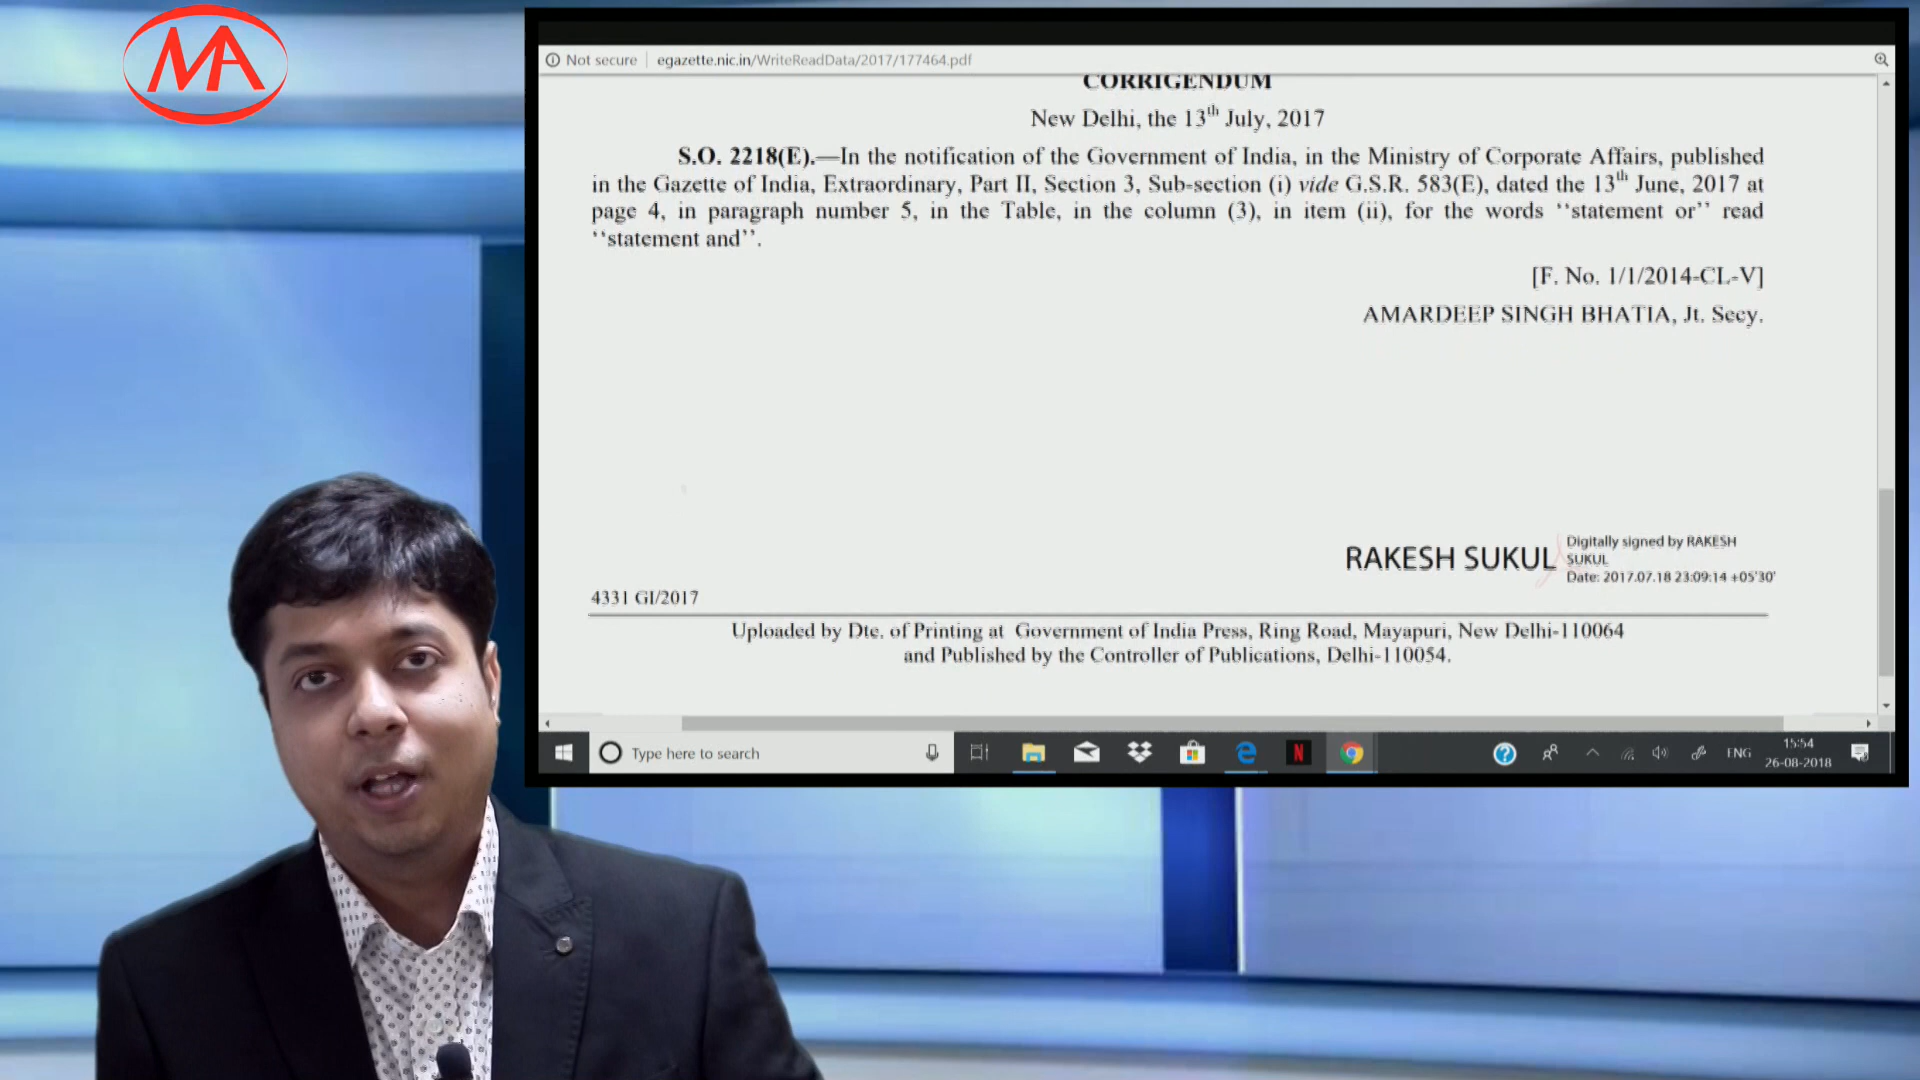 MA
Not secure egazette.nic.in/WriteReadData/2017/177464.pdf
CORRIGENDUM
New Delhi, the 13th July, 2017
S.O. 2218(E).—In the notification of the Government of India, in the Ministry of Corporate Affairs, published
in the Gazette of India, Extraordinary, Part II, Section 3, Sub-section (i) vide G.S.R. 583(E), dated the 13th June, 2017 at
page 4, in paragraph number 5, in the Table, in the column (3), in item (ii), for the words ‘‘statement or’’ read
‘‘statement and’’.
[F. No. 1/1/2014-CL-V]
AMARDEEP SINGH BHATIA, Jt. Secy.
RAKESH SUKUL
Digitally signed by RAKESH
SUKUL
Date: 2017.07.18 23:09:14 +05'30'
4331 GI/2017
Uploaded by Dte. of Printing at Government of India Press, Ring Road, Mayapuri, New Delhi-110064
and Published by the Controller of Publications, Delhi-110054.
Type here to search
N
ENG
15:54
26-08-2018